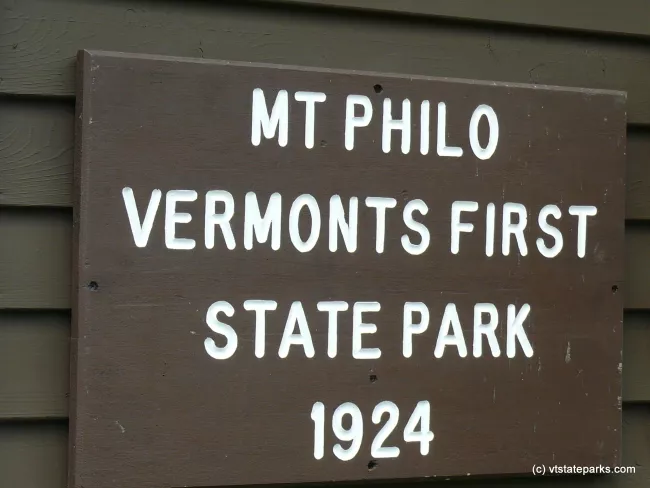 MT PHILO
VERMONTS FIRST
STATE PARK
1924
(c) vtstateparks.com